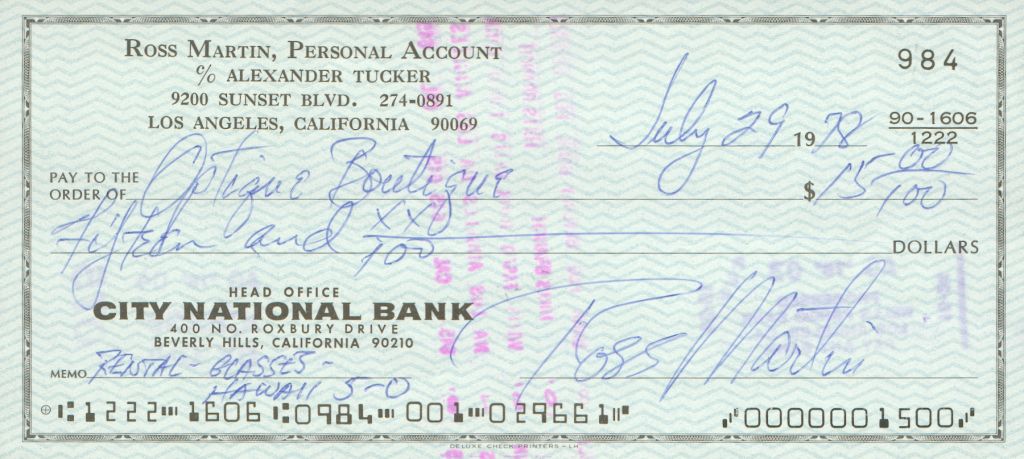 ROSS MARTIN, PERSONAL ACCOUNT
℅ ALEXANDER TUCKER
9200 SUNSET BLVD. 274-0891
LOS ANGELES, CALIFORNIA 90069
984
90-1606
1222
July 29 1978
PAY TO THE ORDER OF Optique Boutique $15 00/100
Fifteen and XX/100 DOLLARS
HEAD OFFICE
CITY NATIONAL BANK
400 NO. ROXBURY DRIVE
BEVERLY HILLS, CALIFORNIA 90210
Ross Martin
MEMO RENTAL - GLASSES -
HAWAII 5-O
⑆1222⑉1606⑆0984⑉001⑉029661⑈ ⑈0000001500⑈
DELUXE CHECK PRINTERS - LH